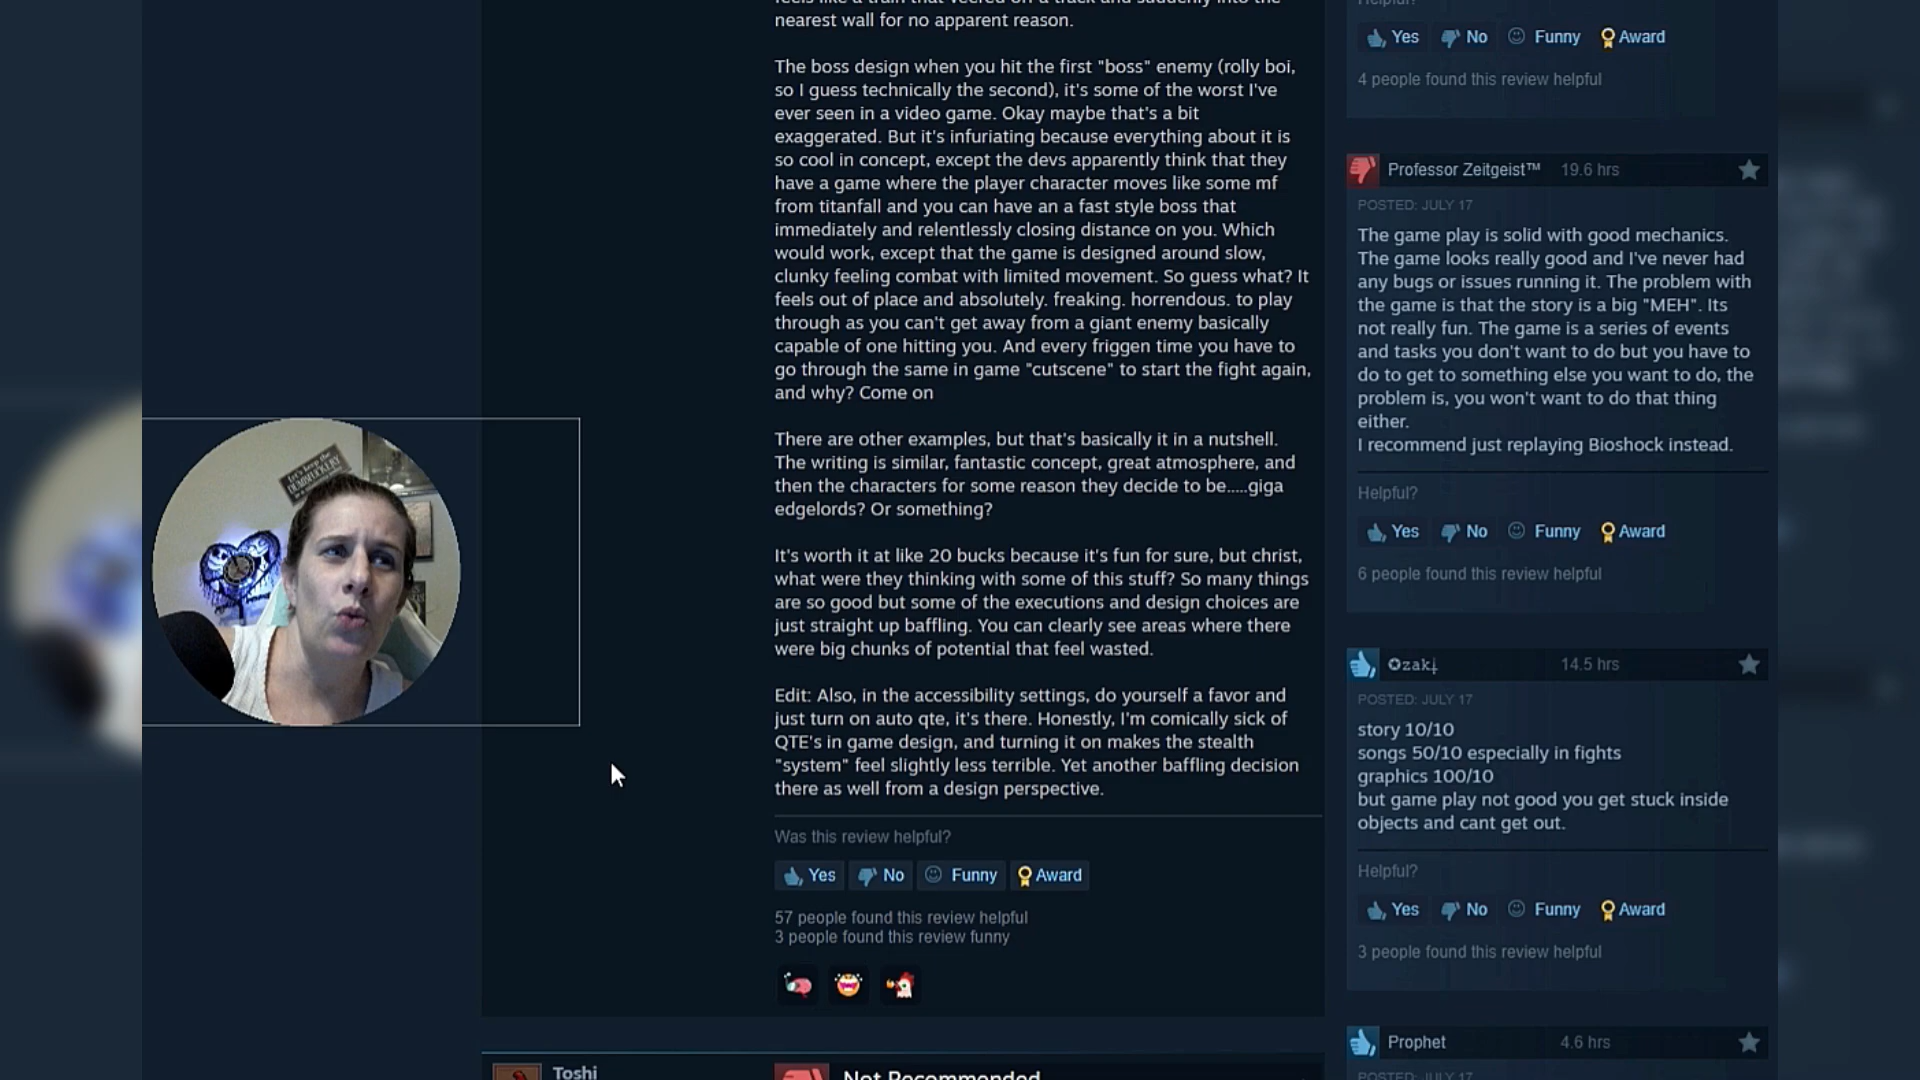 nearest wall for no apparent reason.
The boss design when you hit the first "boss" enemy (rolly boi,
so I guess technically the second), it's some of the worst I've
ever seen in a video game. Okay maybe that's a bit
exaggerated. But it's infuriating because everything about it is
so cool in concept, except the devs apparently think that they
have a game where the player character moves like some mf
from titanfall and you can have an a fast style boss that
immediately and relentlessly closing distance on you. Which
would work, except that the game is designed around slow,
clunky feeling combat with limited movement. So guess what? It
feels out of place and absolutely. freaking. horrendous. to play
through as you can't get away from a giant enemy basically
capable of one hitting you. And every friggen time you have to
go through the same in game "cutscene" to start the fight again,
and why? Come on
There are other examples, but that's basically it in a nutshell.
The writing is similar, fantastic concept, great atmosphere, and
then the characters for some reason they decide to be.....giga
edgelords? Or something?
It's worth it at like 20 bucks because it's fun for sure, but christ,
what were they thinking with some of this stuff? So many things
are so good but some of the executions and design choices are
just straight up baffling. You can clearly see areas where there
were big chunks of potential that feel wasted.
Edit: Also, in the accessibility settings, do yourself a favor and
just turn on auto qte, it's there. Honestly, I'm comically sick of
QTE's in game design, and turning it on makes the stealth
"system" feel slightly less terrible. Yet another baffling decision
there as well from a design perspective.
Was this review helpful?
Yes No Funny Award
57 people found this review helpful
3 people found this review funny
Toshi
Not Recommended
Yes No Funny Award
4 people found this review helpful
Professor Zeitgeist™ 19.6 hrs
POSTED: JULY 17
The game play is solid with good mechanics.
The game looks really good and I've never had
any bugs or issues running it. The problem with
the game is that the story is a big "MEH". Its
not really fun. The game is a series of events
and tasks you don't want to do but you have to
do to get to something else you want to do, the
problem is, you won't want to do that thing
either.
I recommend just replaying Bioshock instead.
Helpful?
Yes No Funny Award
6 people found this review helpful
✪zak⸸ 14.5 hrs
POSTED: JULY 17
story 10/10
songs 50/10 especially in fights
graphics 100/10
but game play not good you get stuck inside
objects and cant get out.
Helpful?
Yes No Funny Award
3 people found this review helpful
Prophet 4.6 hrs
POSTED: JULY 17